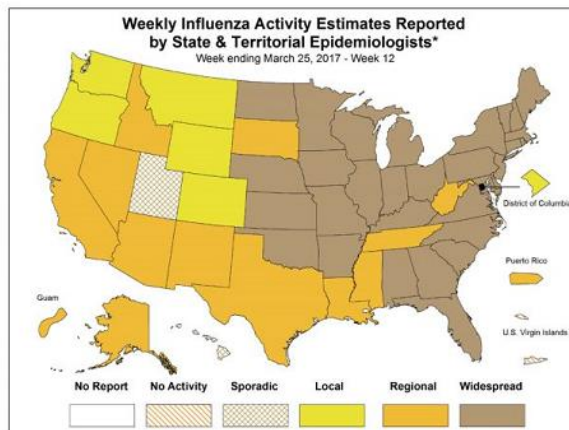 Weekly Influenza Activity Estimates Reported
by State & Territorial Epidemiologists*
Week ending March 25, 2017 - Week 12
District of Columbia
Puerto Rico
Guam
U.S. Virgin Islands
No Report
No Activity
Sporadic
Local
Regional
Widespread